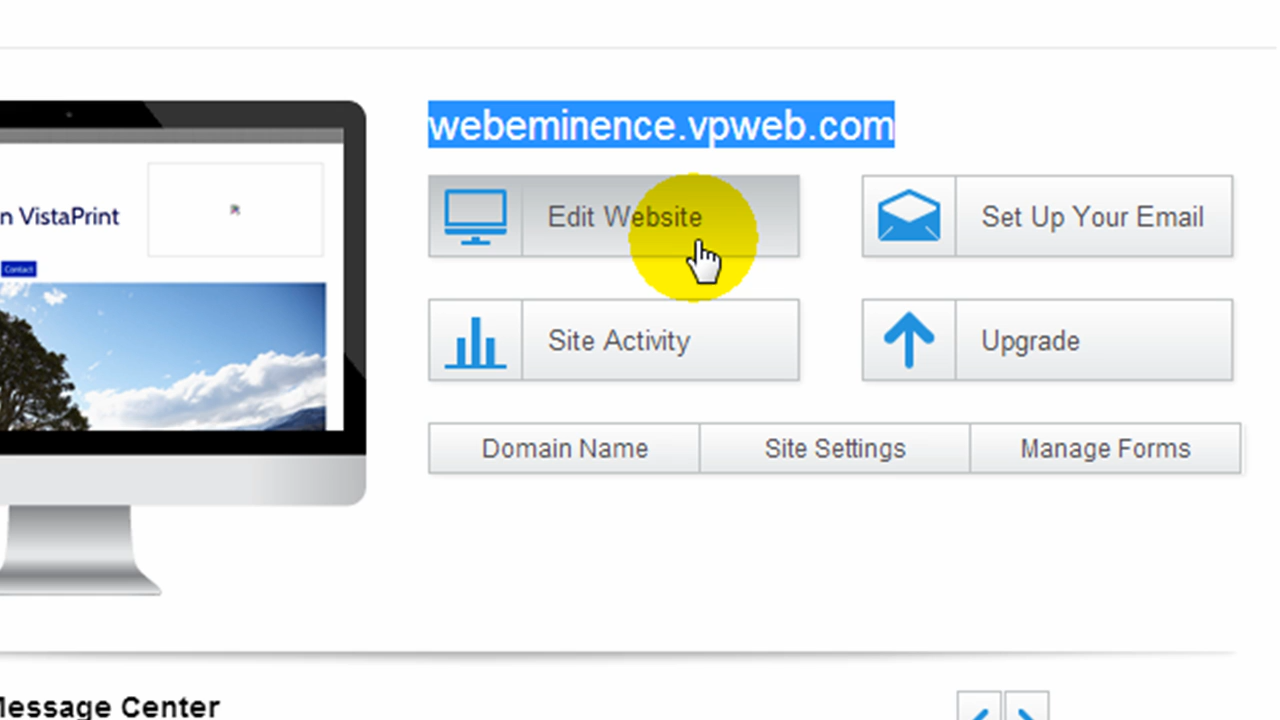 webeminence.vpweb.com
n VistaPrint
Edit Website
Set Up Your Email
Contact
Site Activity
Upgrade
Domain Name
Site Settings
Manage Forms
Message Center